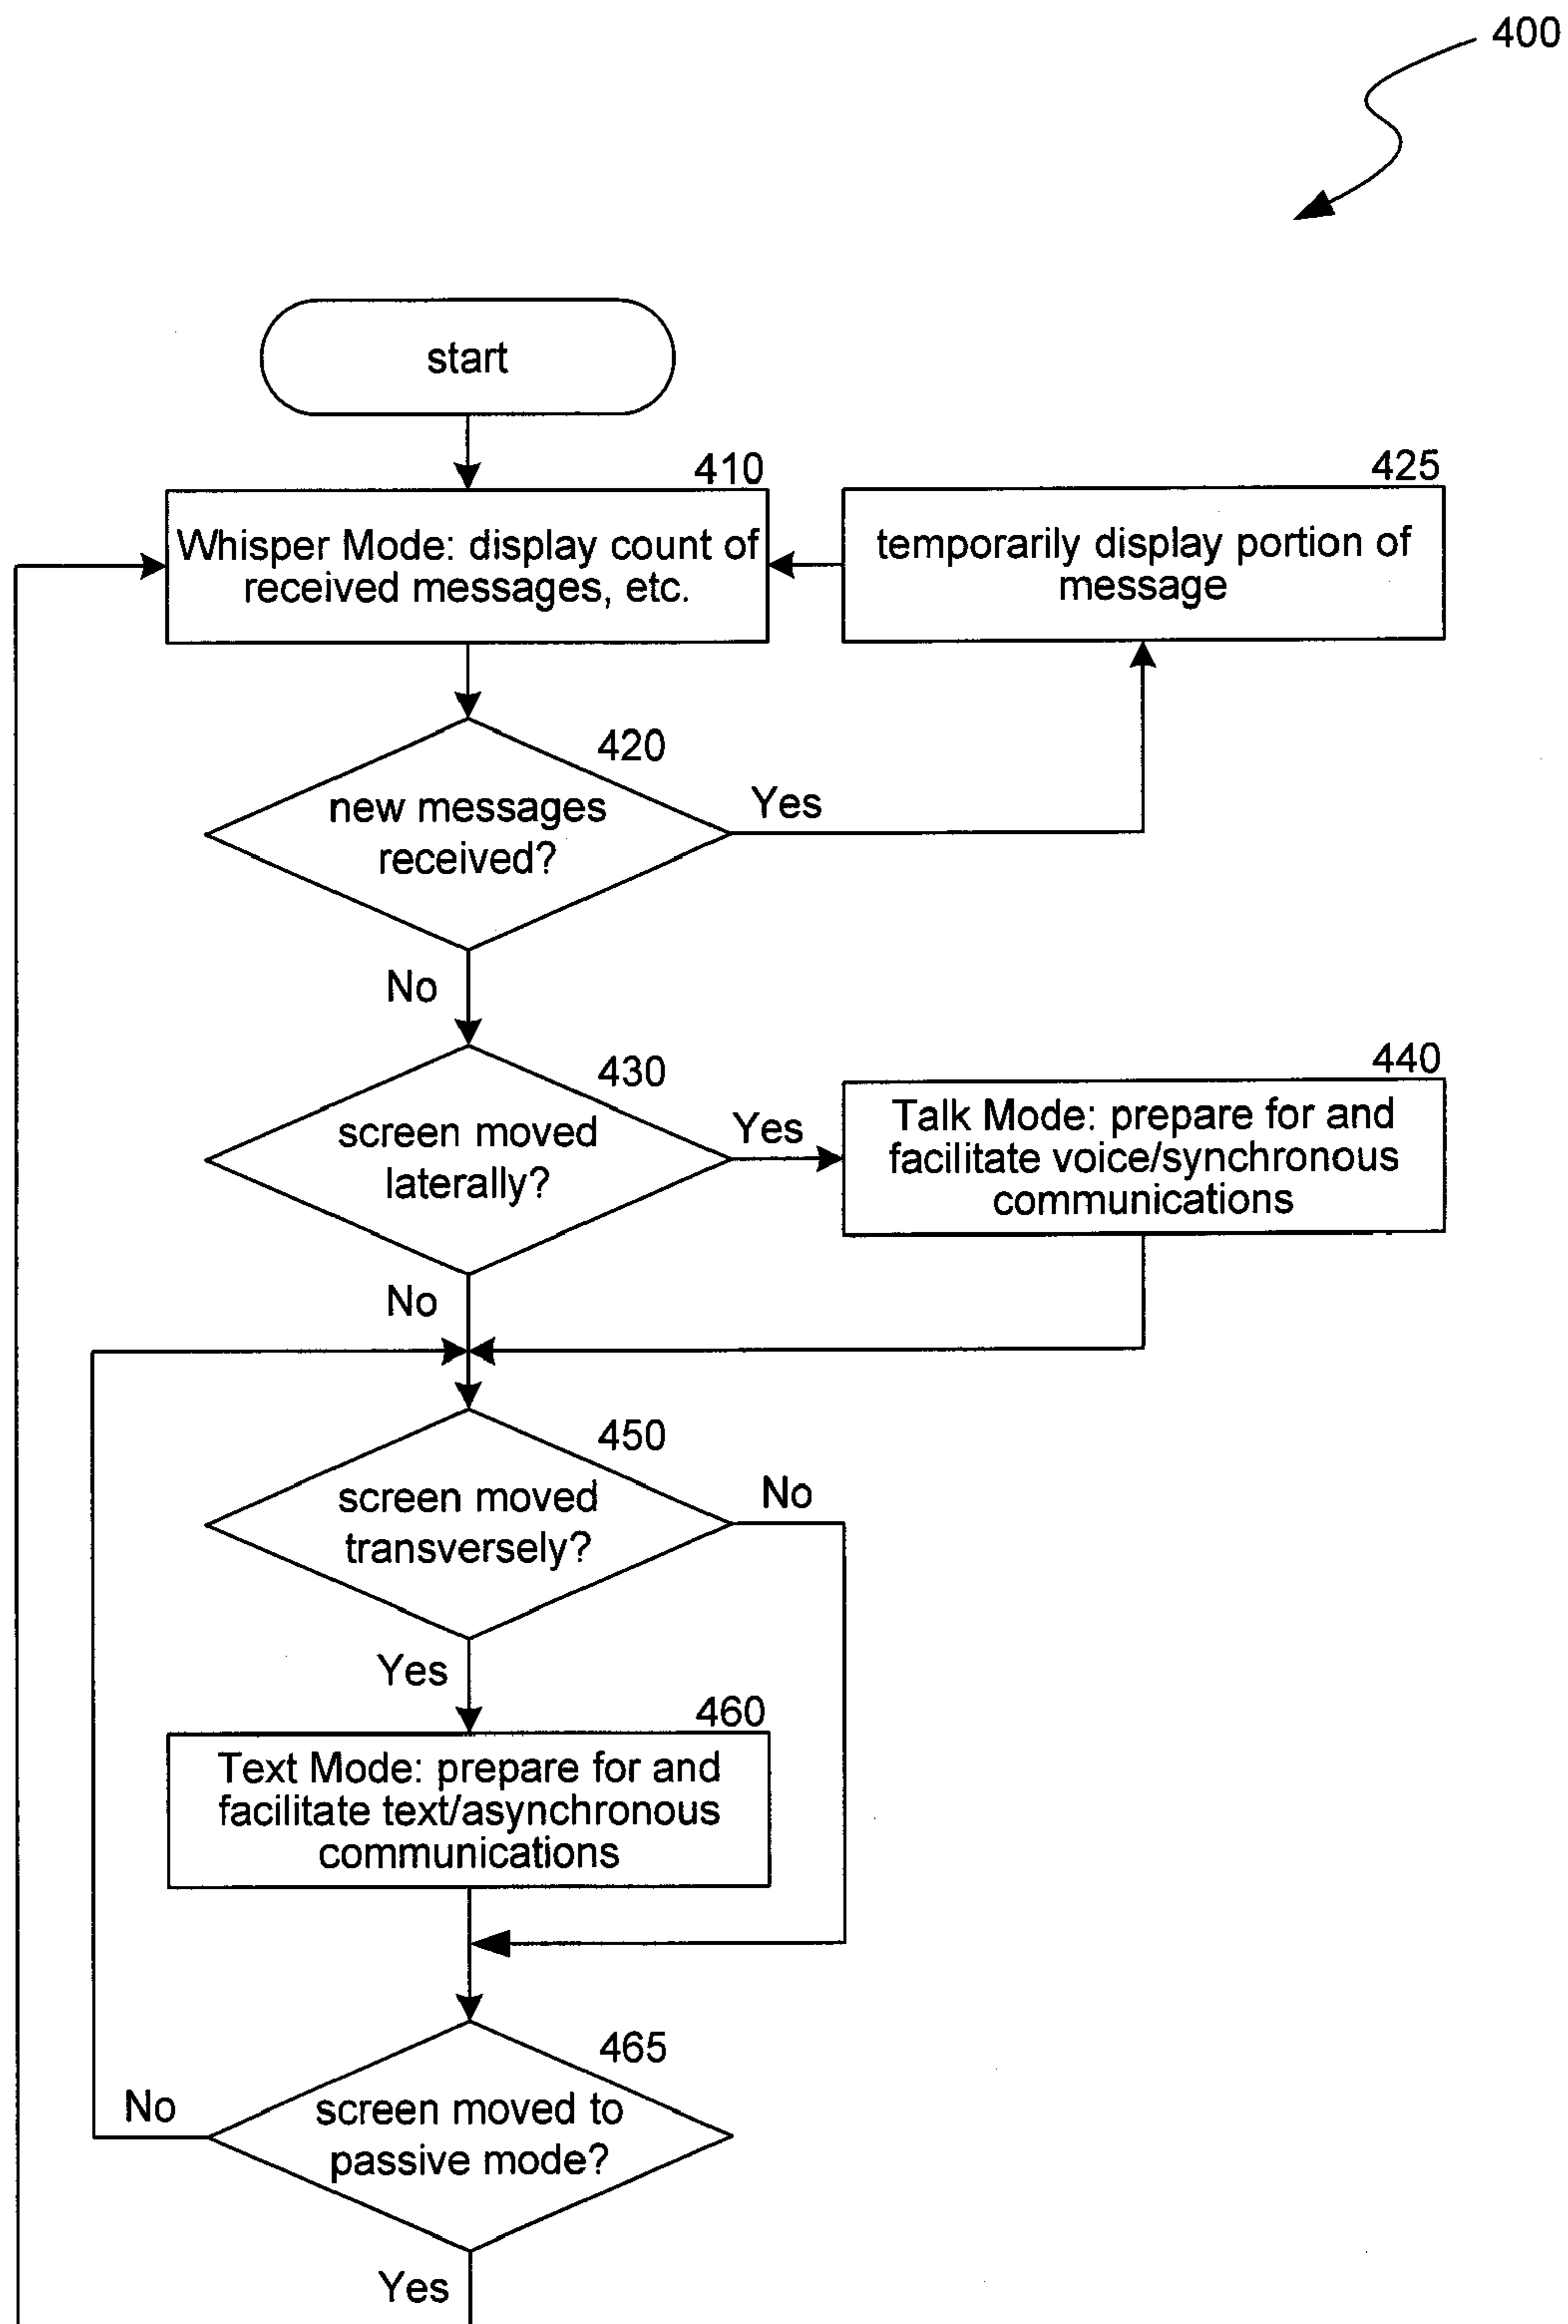 400
start
410
Whisper Mode: display count of
received messages, etc.
425
temporarily display portion of
message
420
new messages
received?
Yes
No
430
screen moved
laterally?
Yes
440
Talk Mode: prepare for and
facilitate voice/synchronous
communications
No
450
screen moved
transversely?
No
Yes
460
Text Mode: prepare for and
facilitate text/asynchronous
communications
465
screen moved to
passive mode?
No
Yes